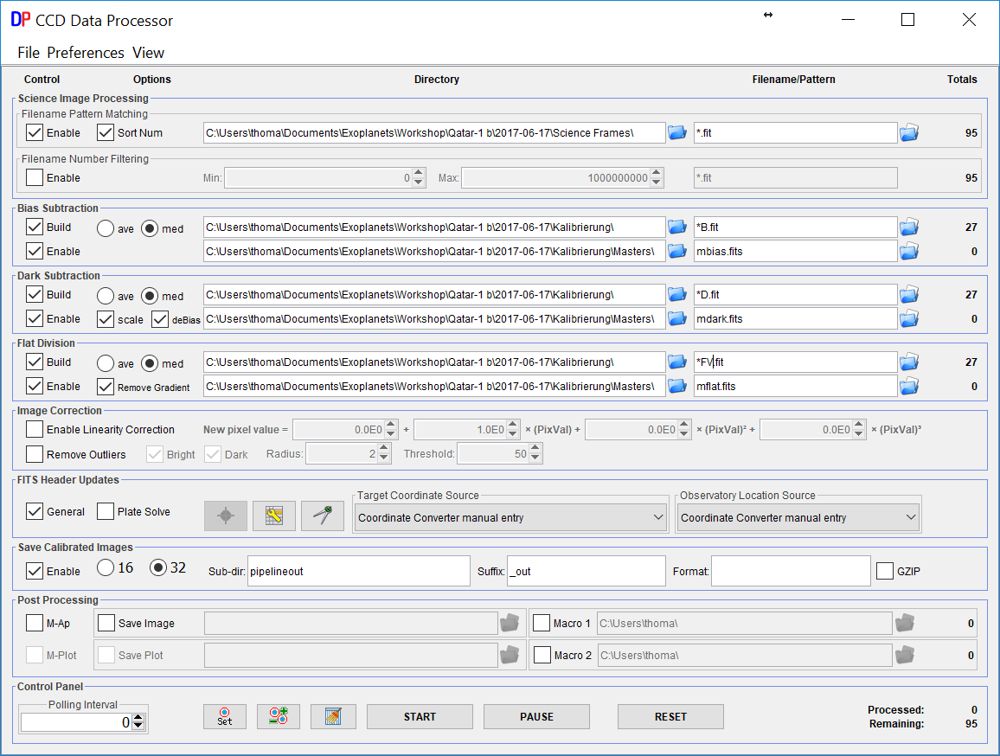 DP CCD Data Processor
File Preferences View
Control Options Directory Filename/Pattern Totals
Science Image Processing
Filename Pattern Matching
Enable Sort Num C:\Users\thoma\Documents\Exoplanets\Workshop\Qatar-1 b\2017-06-17\Science Frames\ *.fit 95
Filename Number Filtering
Enable Min: 0 Max: 1000000000 *.fit 95
Bias Subtraction
Build ave med C:\Users\thoma\Documents\Exoplanets\Workshop\Qatar-1 b\2017-06-17\Kalibrierung\ *B.fit 27
Enable C:\Users\thoma\Documents\Exoplanets\Workshop\Qatar-1 b\2017-06-17\Kalibrierung\Masters\ mbias.fits 0
Dark Subtraction
Build ave med C:\Users\thoma\Documents\Exoplanets\Workshop\Qatar-1 b\2017-06-17\Kalibrierung\ *D.fit 27
Enable scale deBias C:\Users\thoma\Documents\Exoplanets\Workshop\Qatar-1 b\2017-06-17\Kalibrierung\Masters\ mdark.fits 0
Flat Division
Build ave med C:\Users\thoma\Documents\Exoplanets\Workshop\Qatar-1 b\2017-06-17\Kalibrierung\ *FV.fit 27
Enable Remove Gradient C:\Users\thoma\Documents\Exoplanets\Workshop\Qatar-1 b\2017-06-17\Kalibrierung\Masters\ mflat.fits 0
Image Correction
Enable Linearity Correction New pixel value = 0.0E0 + 1.0E0 × (PixVal) + 0.0E0 × (PixVal)² + 0.0E0 × (PixVal)³
Remove Outliers Bright Dark Radius: 2 Threshold: 50
FITS Header Updates
Target Coordinate Source Observatory Location Source
General Plate Solve Coordinate Converter manual entry Coordinate Converter manual entry
Save Calibrated Images
Enable 16 32 Sub-dir: pipelineout Suffix: _out Format: GZIP
Post Processing
M-Ap Save Image Macro 1 C:\Users\thoma\ 0
M-Plot Save Plot Macro 2 C:\Users\thoma\ 0
Control Panel
Polling Interval
0 Set START PAUSE RESET
Processed: 0
Remaining: 95